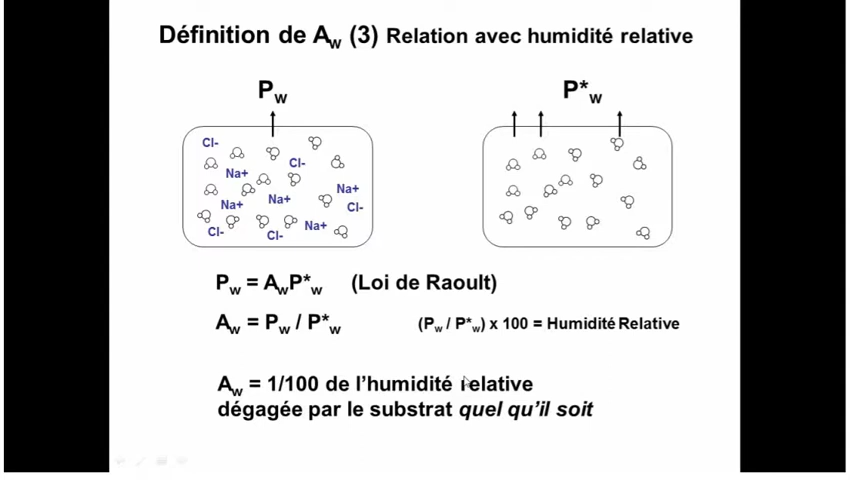 Définition de Aw (3) Relation avec humidité relative
Pw
P*w
Cl-
Cl-
Na+
Na+
Na+
Na+
Cl-
Na+
Cl-
Cl-
Pw = AwP*w (Loi de Raoult)
Aw = Pw / P*w (Pw / P*w) x 100 = Humidité Relative
Aw = 1/100 de l'humidité relative
dégagée par le substrat quel qu'il soit